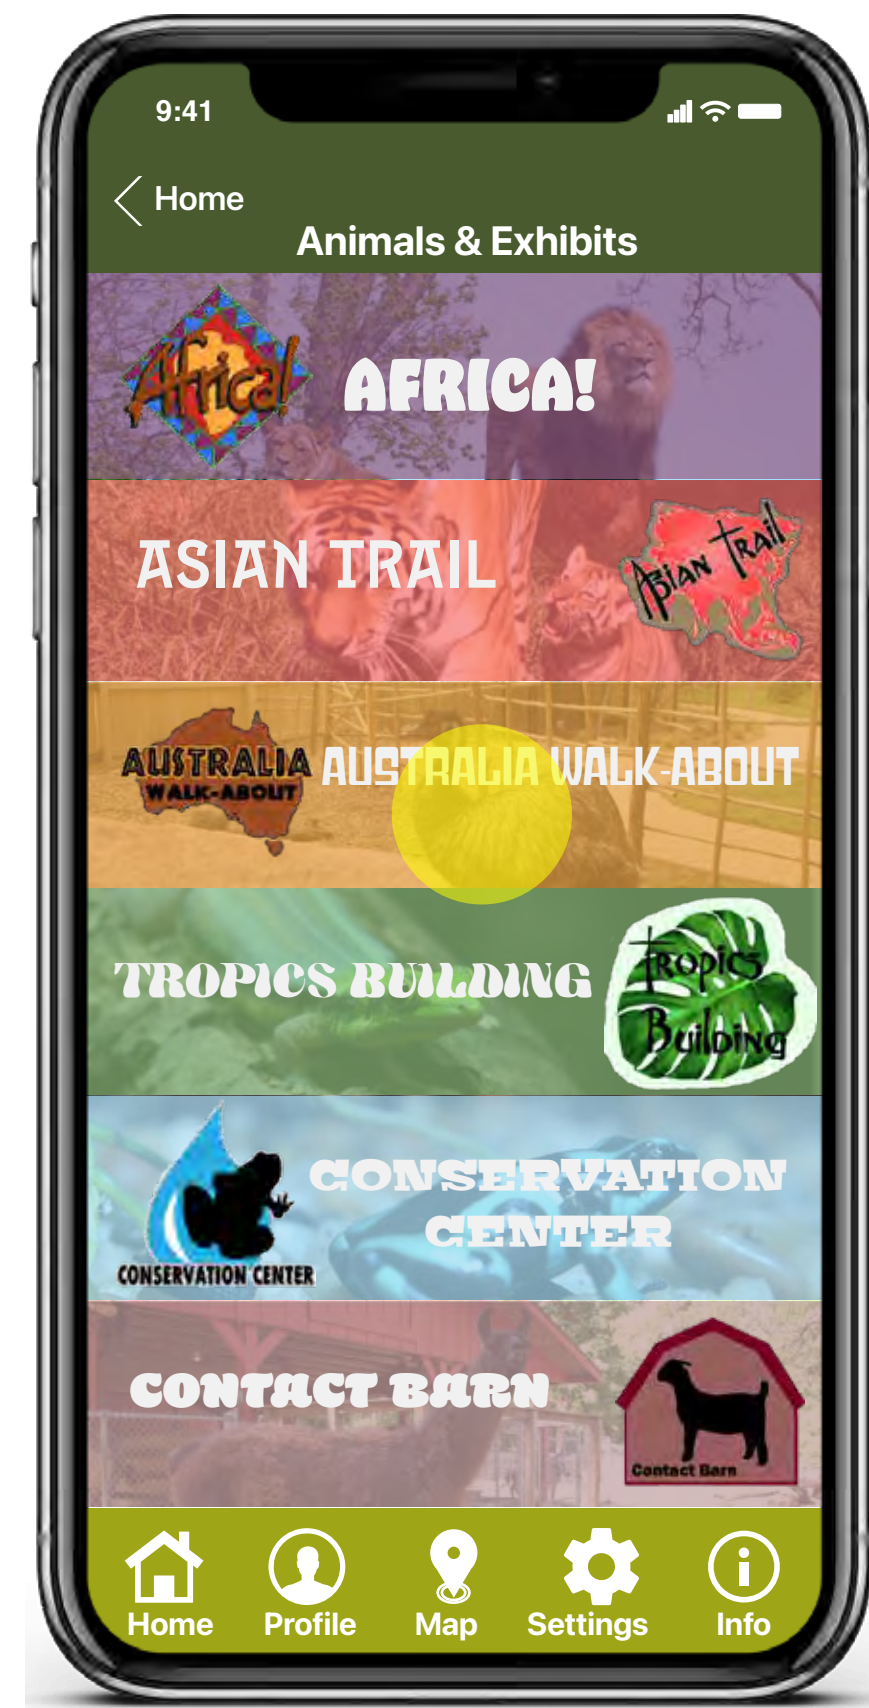 9:41
Home
Animals & Exhibits
Africa!
AFRICA!
ASIAN TRAIL
Asian Trail
AUSTRALIA
WALK-ABOUT
AUSTRALIA WALK-ABOUT
TROPICS BUILDING
Tropics
Building
CONSERVATION
CENTER
CONSERVATION CENTER
CONTACT BARN
Contact Barn
Home
Profile
Map
Settings
Info